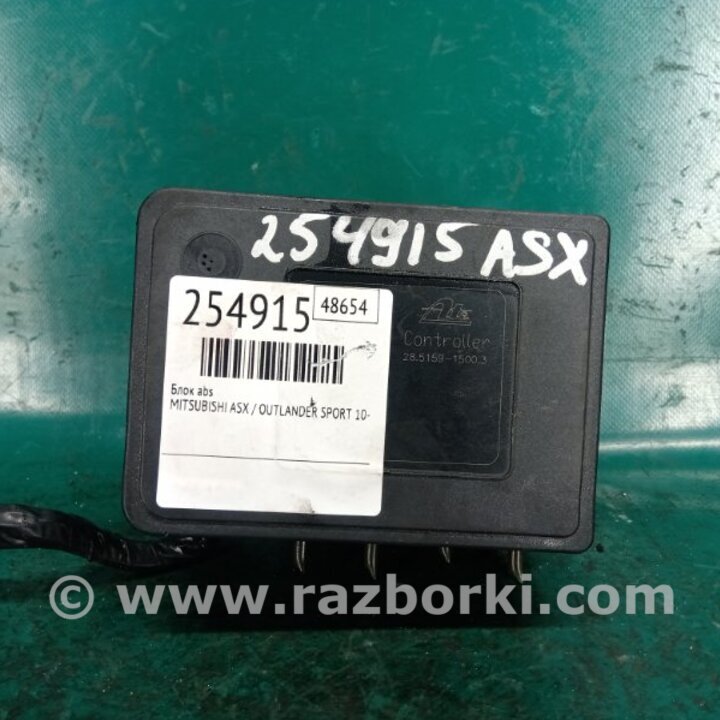 254915 ASX
254915 48654
Блок abs
MITSUBISHI ASX / OUTLANDER SPORT 10-
Ate
Controller
28.5159-1500.3
© www.razborki.com